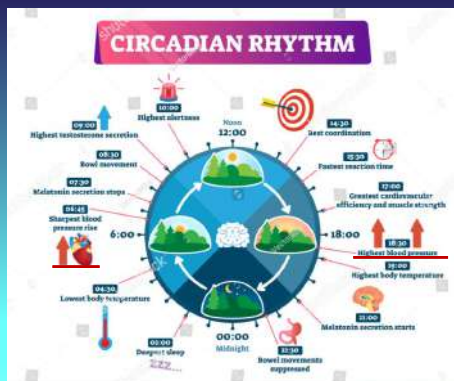 CIRCADIAN RHYTHM
10:00
Highest alertness
09:00
Highest testosterone secretion
08:30
Bowl movement
07:30
Melatonin secretion stops
06:45
Sharpest blood
pressure rise
6:00
04:30
Lowest body temperature
02:00
Deepest sleep
ZZZ...
Noon
12:00
14:30
Best coordination
15:30
Fastest reaction time
17:00
Greatest cardiovascular
efficiency and muscle strength
18:00
18:30
Highest blood pressure
19:00
Highest body temperature
21:00
Melatonin secretion starts
22:30
Bowel movements
suppressed
00:00
Midnight